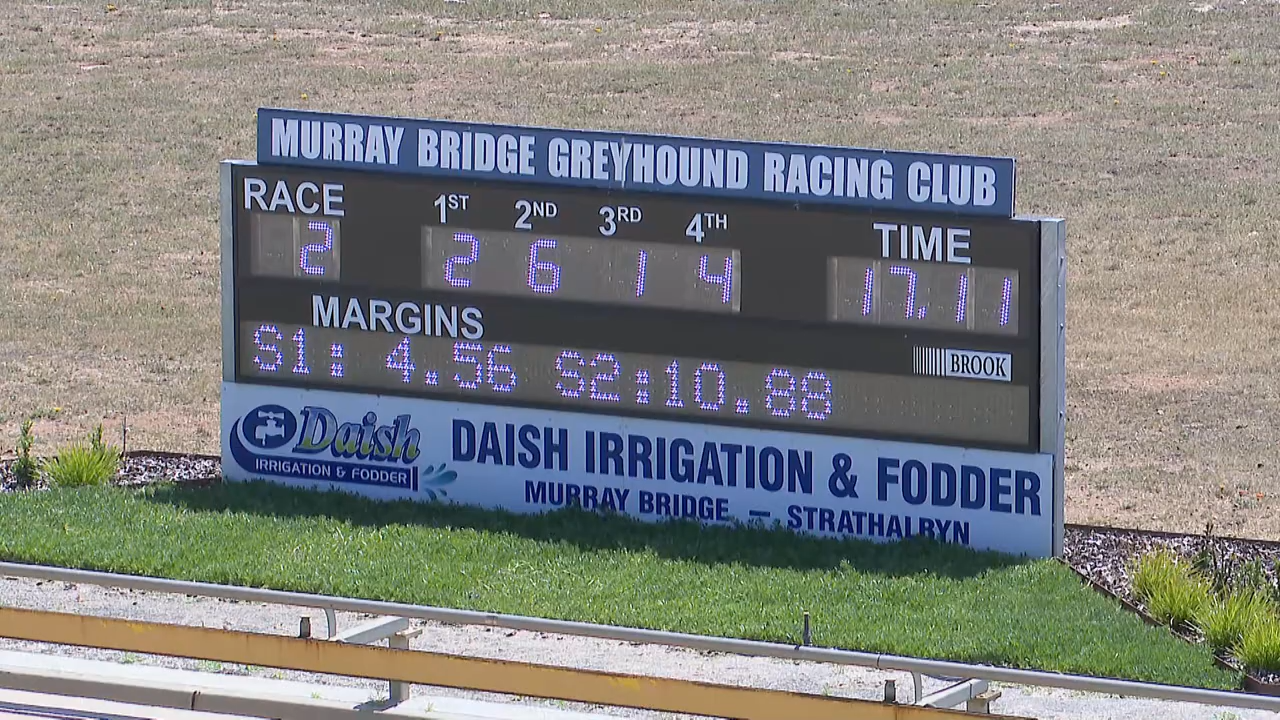 MURRAY BRIDGE GREYHOUND RACING CLUB
RACE 1ST 2ND 3RD 4TH TIME
2 2 6 1 4 17.11
MARGINS
BROOK
S1: 4.56 S2:10.88
Daish
IRRIGATION & FODDER
DAISH IRRIGATION & FODDER
MURRAY BRIDGE – STRATHALBYN